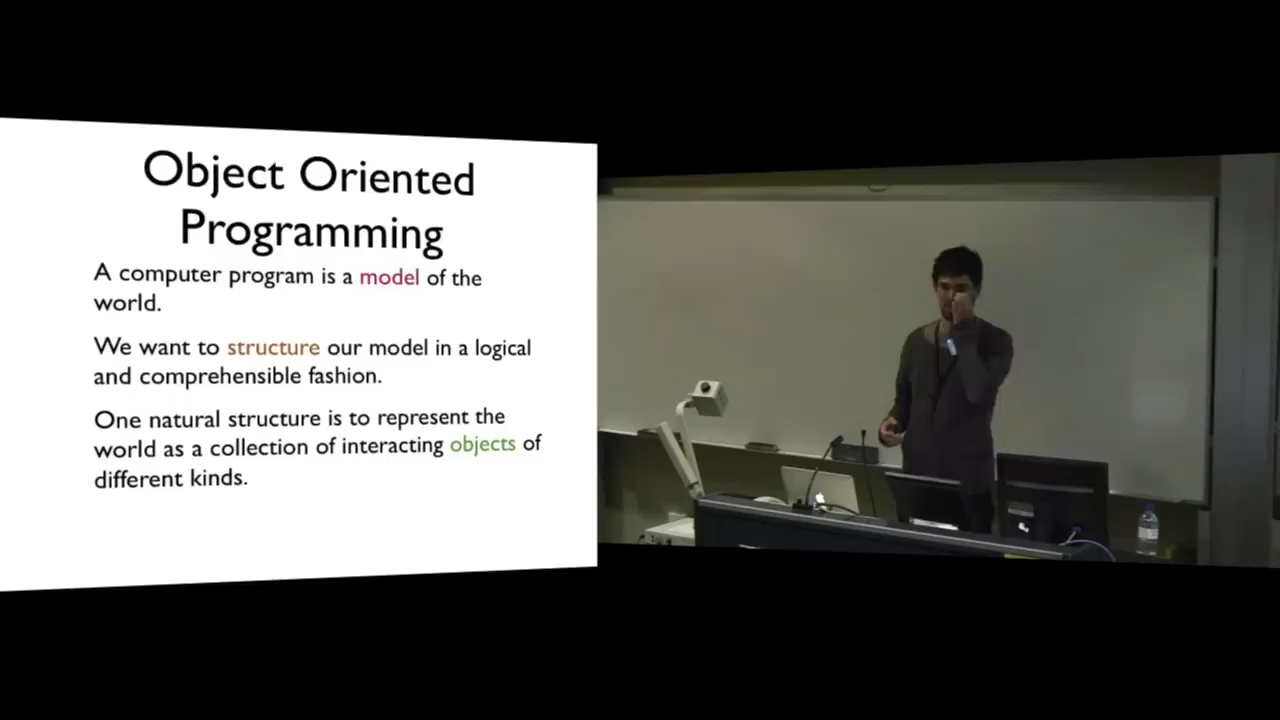 Object Oriented
Programming
A computer program is a model of the
world.
We want to structure our model in a logical
and comprehensible fashion.
One natural structure is to represent the
world as a collection of interacting objects of
different kinds.